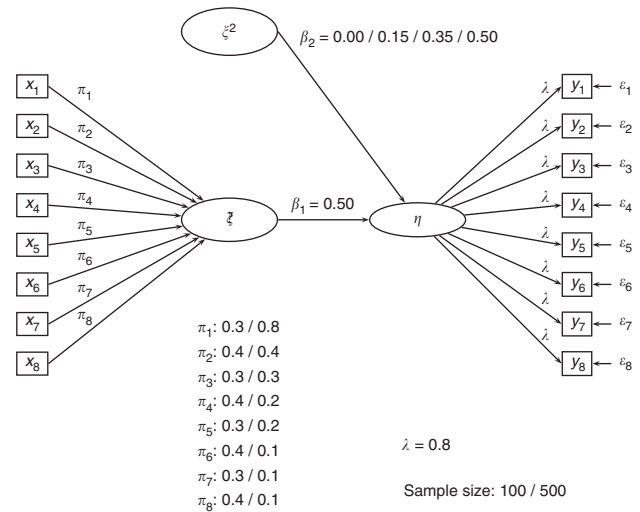 ξ²
β₂ = 0.00 / 0.15 / 0.35 / 0.50
x₁ π₁ λ y₁ ε₁
x₂ π₂ λ y₂ ε₂
x₃ π₃ λ y₃ ε₃
x₄ π₄ ξ β₁ = 0.50 η λ y₄ ε₄
x₅ π₅ λ y₅ ε₅
x₆ π₆ λ y₆ ε₆
x₇ π₇ λ y₇ ε₇
x₈ π₈ λ y₈ ε₈
π₁: 0.3 / 0.8
π₂: 0.4 / 0.4
π₃: 0.3 / 0.3
π₄: 0.4 / 0.2
π₅: 0.3 / 0.2
π₆: 0.4 / 0.1
π₇: 0.3 / 0.1
π₈: 0.4 / 0.1
λ = 0.8
Sample size: 100 / 500